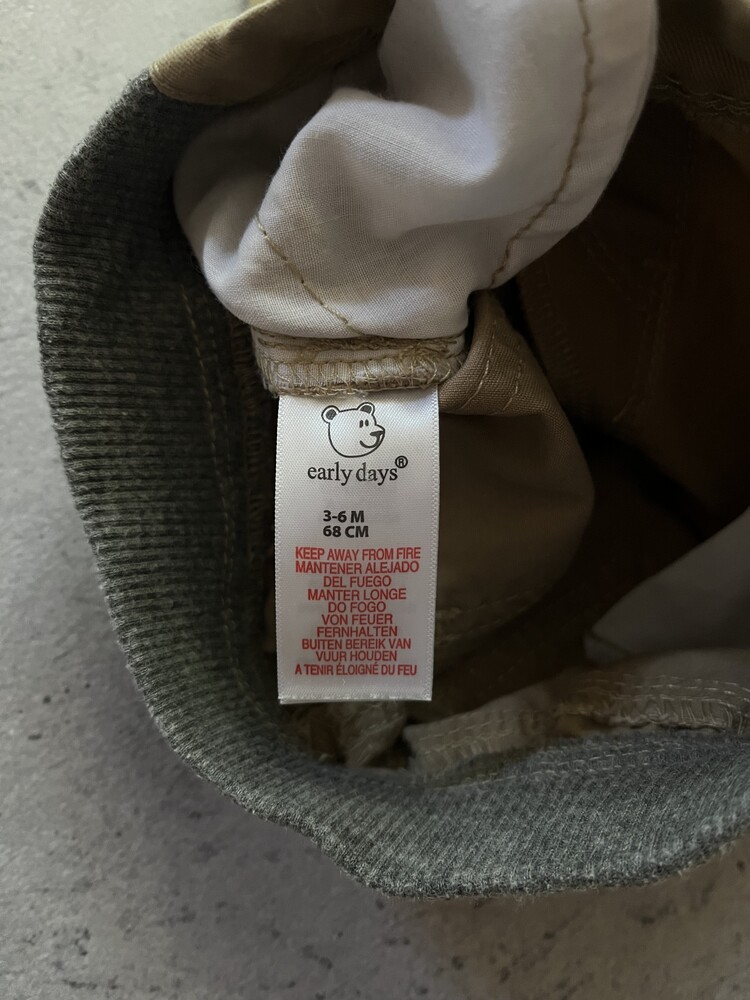 early days®
3-6 M
68 CM
KEEP AWAY FROM FIRE
MANTENER ALEJADO
DEL FUEGO
MANTER LONGE
DO FOGO
VON FEUER
FERNHALTEN
BUITEN BEREIK VAN
VUUR HOUDEN
A TENIR ÉLOIGNÉ DU FEU